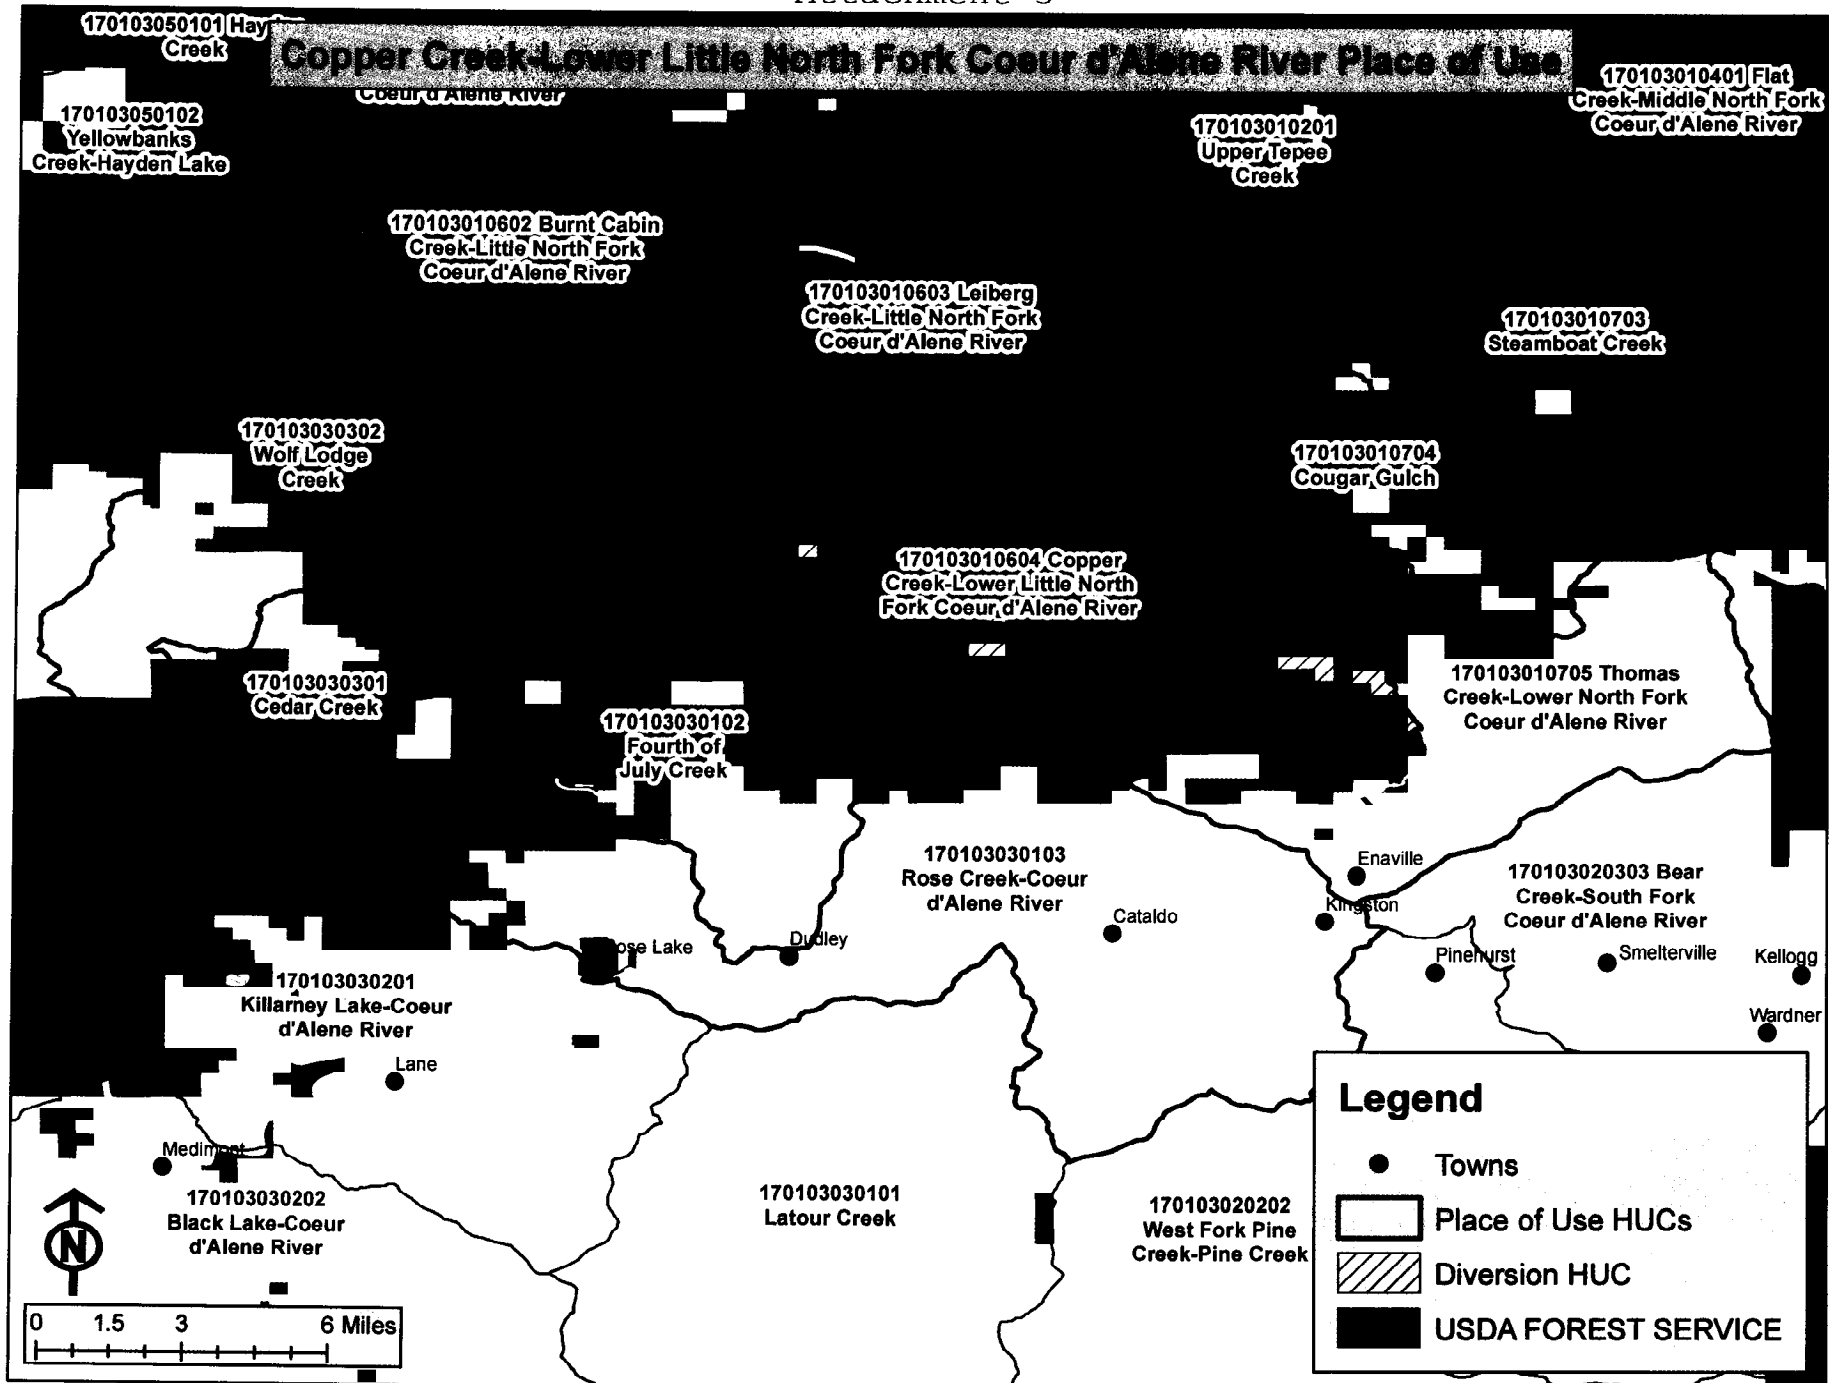 Copper Creek-Lower Little North Fork Coeur d'Alene River Place of Use
170103050101 Hay
Creek
Coeur d'Alene River
170103010401 Flat
Creek-Middle North Fork
Coeur d'Alene River
170103050102
Yellowbanks
Creek-Hayden Lake
170103010201
Upper Tepee
Creek
170103010602 Burnt Cabin
Creek-Little North Fork
Coeur d'Alene River
170103010603 Leiberg
Creek-Little North Fork
Coeur d'Alene River
170103010703
Steamboat Creek
170103030302
Wolf Lodge
Creek
170103010704
Cougar Gulch
170103010604 Copper
Creek-Lower Little North
Fork Coeur d'Alene River
170103030301
Cedar Creek
170103010705 Thomas
Creek-Lower North Fork
Coeur d'Alene River
170103030102
Fourth of
July Creek
170103030103
Rose Creek-Coeur
d'Alene River
Enaville
170103020303 Bear
Creek-South Fork
Coeur d'Alene River
Kingston
Cataldo
Dudley
ose Lake
Pinehurst
Smelterville
Kellogg
Wardner
170103030201
Killarney Lake-Coeur
d'Alene River
Lane
Medimont
170103030202
Black Lake-Coeur
d'Alene River
170103030101
Latour Creek
170103020202
West Fork Pine
Creek-Pine Creek
N
0 1.5 3 6 Miles
Legend
Towns
Place of Use HUCs
Diversion HUC
USDA FOREST SERVICE